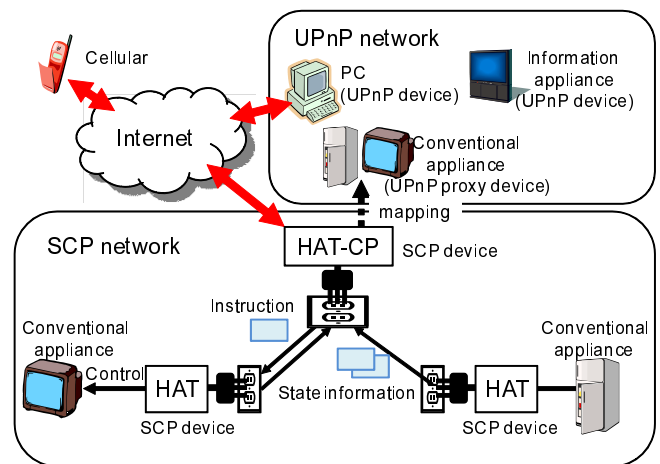 UPnP network
Cellular
PC
(UPnP device)
Information
appliance
(UPnP device)
Internet
Conventional
appliance
(UPnP proxy device)
mapping
SCP network
HAT-CP
SCP device
Instruction
Conventional
appliance
Control
HAT
SCP device
State information
HAT
SCP device
Conventional
appliance